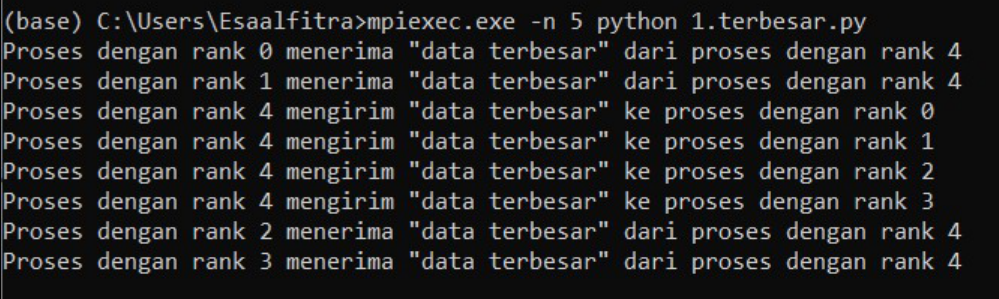 (base) C:\Users\Esaalfitra>mpiexec.exe -n 5 python 1.terbesar.py
Proses dengan rank 0 menerima "data terbesar" dari proses dengan rank 4
Proses dengan rank 1 menerima "data terbesar" dari proses dengan rank 4
Proses dengan rank 4 mengirim "data terbesar" ke proses dengan rank 0
Proses dengan rank 4 mengirim "data terbesar" ke proses dengan rank 1
Proses dengan rank 4 mengirim "data terbesar" ke proses dengan rank 2
Proses dengan rank 4 mengirim "data terbesar" ke proses dengan rank 3
Proses dengan rank 2 menerima "data terbesar" dari proses dengan rank 4
Proses dengan rank 3 menerima "data terbesar" dari proses dengan rank 4